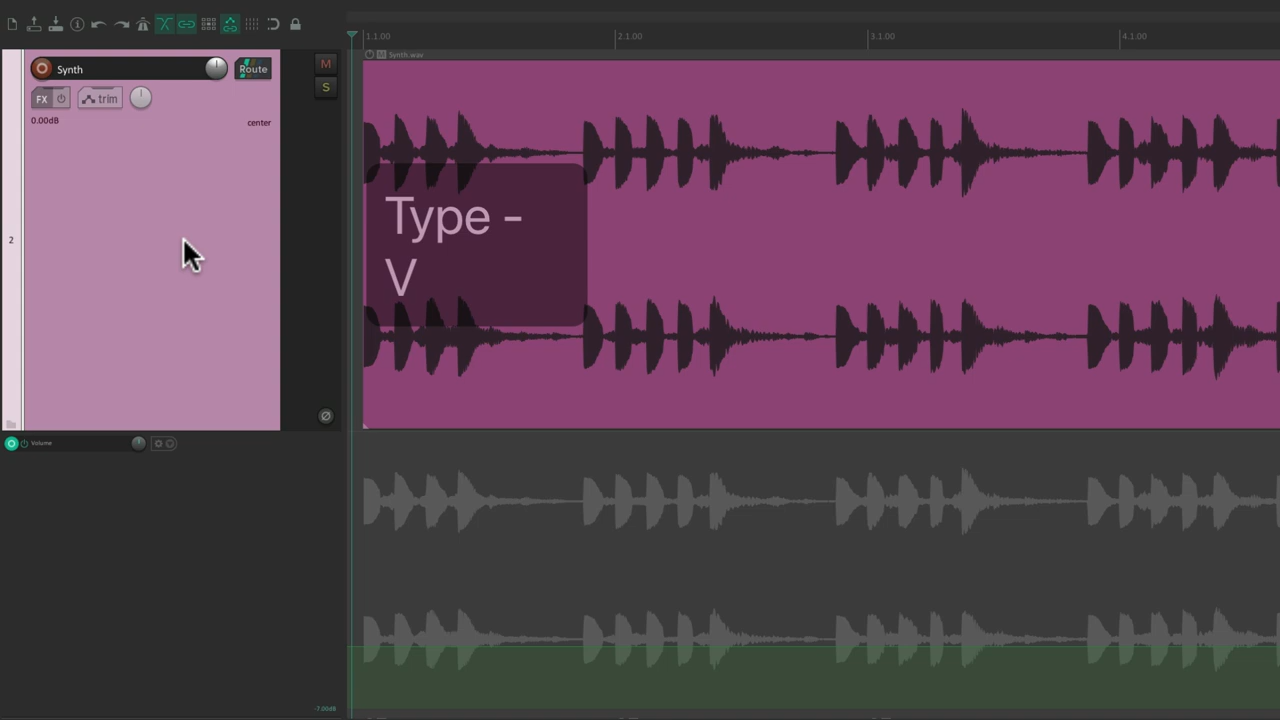 1.1.00 2.1.00 3.1.00 4.1.00
Synth.wav
Synth Route M
S
FX trim
0.00dB center
Type -
V
2
Volume
-7.00dB